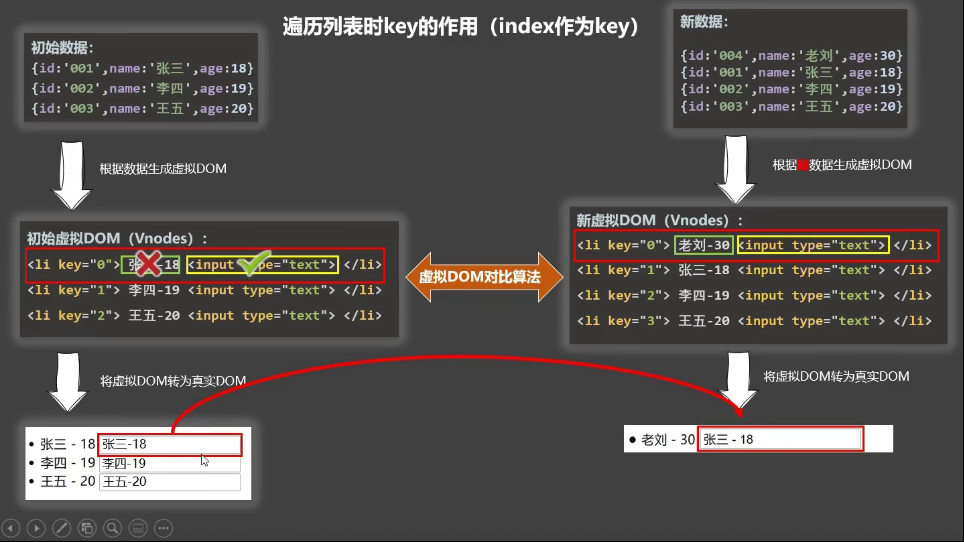 遍历列表时key的作用（index作为key）
初始数据：
{id:'001',name:'张三',age:18}
{id:'002',name:'李四',age:19}
{id:'003',name:'王五',age:20}
新数据：
{id:'004',name:'老刘',age:30}
{id:'001',name:'张三',age:18}
{id:'002',name:'李四',age:19}
{id:'003',name:'王五',age:20}
根据数据生成虚拟DOM
根据 数据生成虚拟DOM
初始虚拟DOM（Vnodes）：
<li key="0"> 张 -18 <input type="text"> </li>
<li key="1"> 李四-19 <input type="text"> </li>
<li key="2"> 王五-20 <input type="text"> </li>
虚拟DOM对比算法
新虚拟DOM（Vnodes）：
<li key="0"> 老刘-30 <input type="text"> </li>
<li key="1"> 张三-18 <input type="text"> </li>
<li key="2"> 李四-19 <input type="text"> </li>
<li key="3"> 王五-20 <input type="text"> </li>
将虚拟DOM转为真实DOM
将虚拟DOM转为真实DOM
• 张三 - 18 张三-18
• 李四 - 19 李四-19
• 王五 - 20 王五-20
• 老刘 - 30 张三 - 18